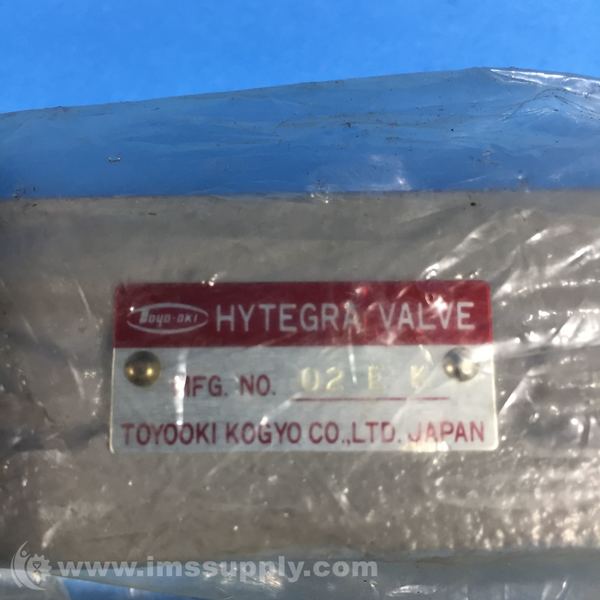 TOYO-OKI HYTEGRA VALVE
MFG. NO. 02
TOYOOKI KOGYO CO.,LTD. JAPAN
www.imssupply.com